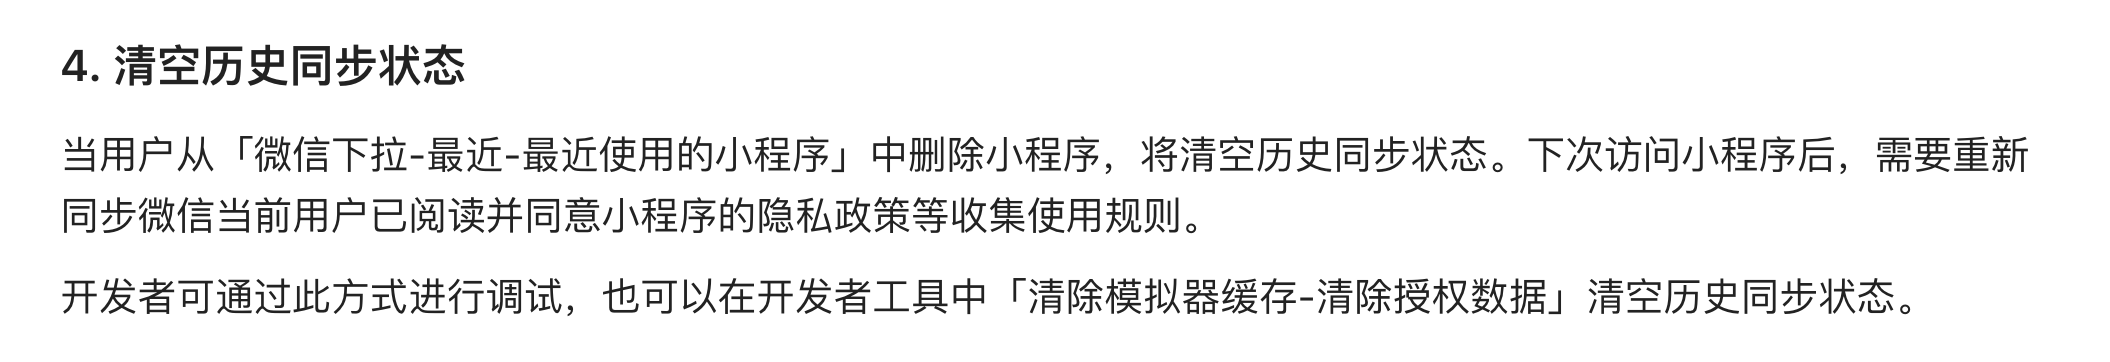 4. 清空历史同步状态
当用户从「微信下拉-最近-最近使用的小程序」中删除小程序，将清空历史同步状态。下次访问小程序后，需要重新
同步微信当前用户已阅读并同意小程序的隐私政策等收集使用规则。
开发者可通过此方式进行调试，也可以在开发者工具中「清除模拟器缓存-清除授权数据」清空历史同步状态。